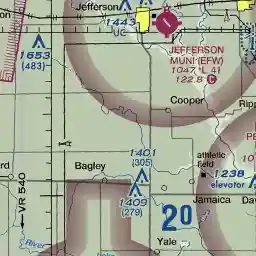 Jefferson
1443
UC
1653
(483)
JEFFERSON
MUNI (EFW)
1047 *L 41
122.8 C
Cooper
1401
(305)
Bagley
athletic
field
1238
elevator
1409
(279)
VR 540
Jamaica
20
Yale
River